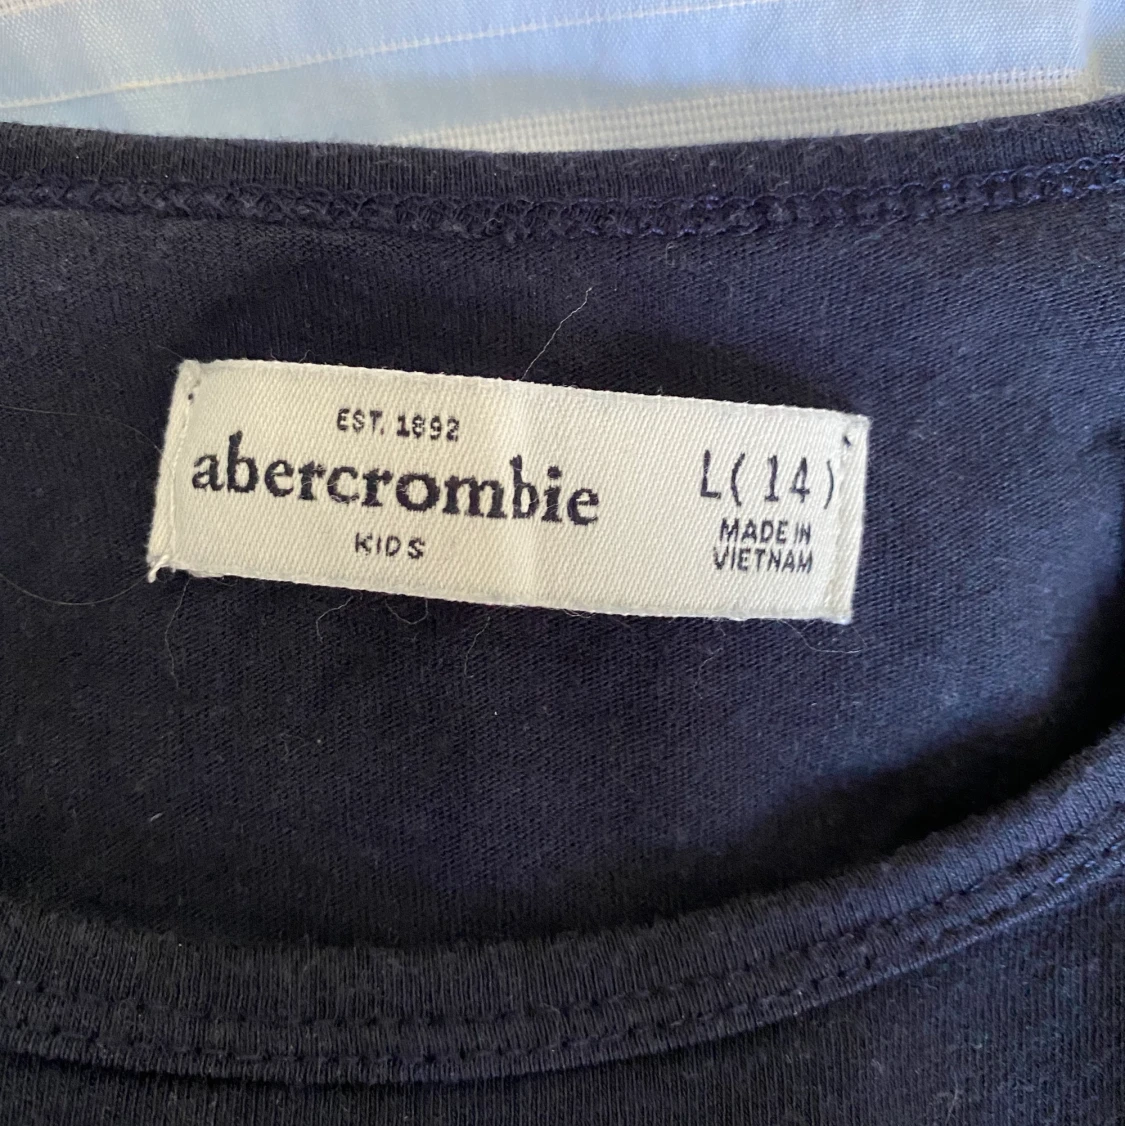 EST. 1892
abercrombie
KIDS
L(14)
MADE IN
VIETNAM